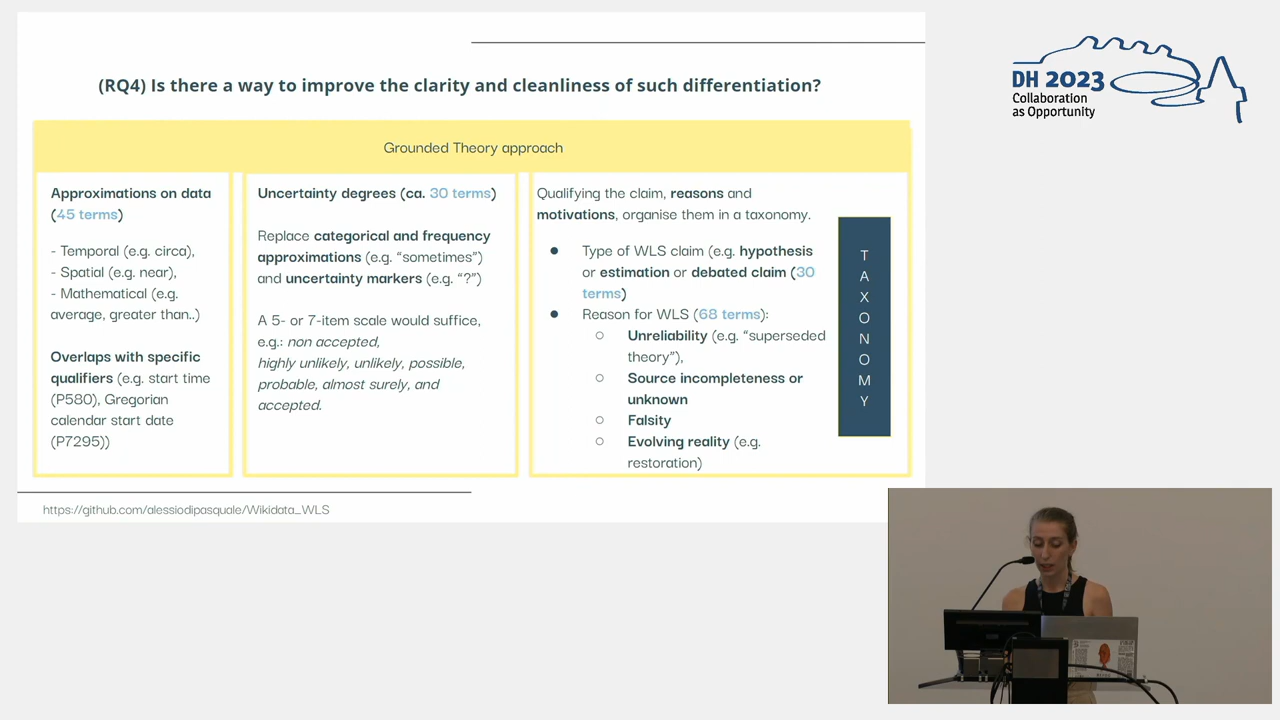 (RQ4) Is there a way to improve the clarity and cleanliness of such differentiation?
Grounded Theory approach
Approximations on data
(45 terms)
- Temporal (e.g. circa),
- Spatial (e.g. near),
- Mathematical (e.g.
average, greater than..)
Overlaps with specific
qualifiers (e.g. start time
(P580), Gregorian
calendar start date
(P7295))
Uncertainty degrees (ca. 30 terms)
Replace categorical and frequency
approximations (e.g. “sometimes”)
and uncertainty markers (e.g. “?”)
A 5- or 7-item scale would suffice,
e.g.: non accepted,
highly unlikely, unlikely, possible,
probable, almost surely, and
accepted.
Qualifying the claim, reasons and
motivations, organise them in a taxonomy.
● Type of WLS claim (e.g. hypothesis
or estimation or debated claim (30
terms)
● Reason for WLS (68 terms):
○ Unreliability (e.g. “superseded
theory”),
○ Source incompleteness or
unknown
○ Falsity
○ Evolving reality (e.g.
restoration)
T
A
X
O
N
O
M
Y
https://github.com/alessiodipasquale/Wikidata_WLS
DH 2023
Collaboration
as Opportunity